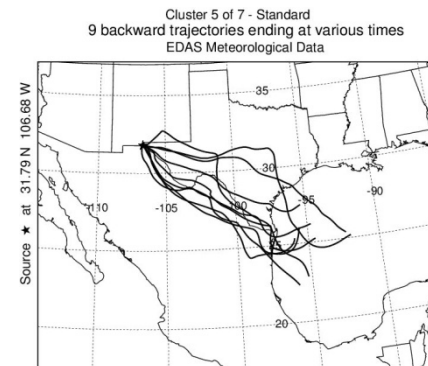 Cluster 5 of 7 - Standard
9 backward trajectories ending at various times
EDAS Meteorological Data
Source ★ at 31.79 N 106.68 W
35
30
-90
-95
-110
-105
-100
25
20